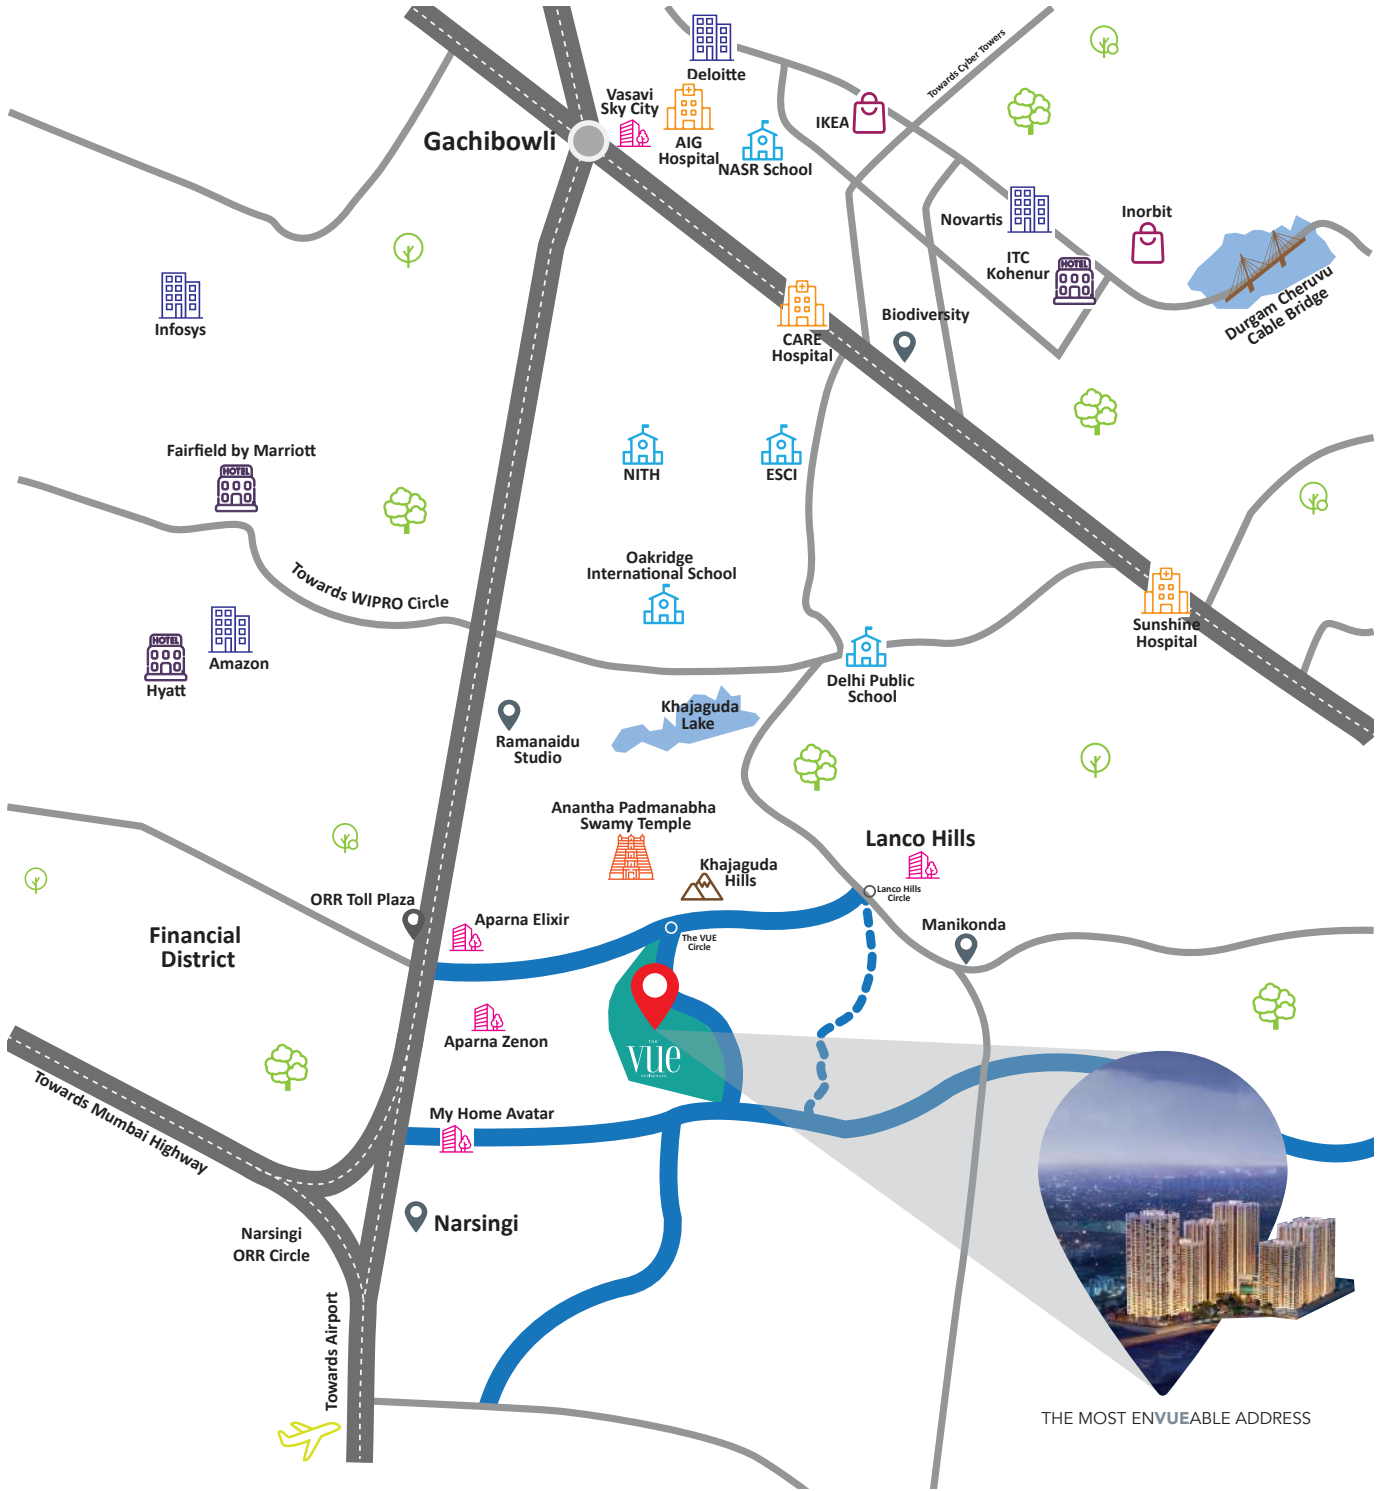 Deloitte
Vasavi
Sky City
Gachibowli
AIG
Hospital
NASR School
IKEA
Towards Cyber Towers
Novartis
Inorbit
ITC
Kohenur
HOTEL
Durgam Cheruvu
Cable Bridge
Infosys
CARE
Hospital
Biodiversity
Fairfield by Marriott
HOTEL
NITH
ESCI
Towards WIPRO Circle
Oakridge
International School
Sunshine
Hospital
HOTEL
Hyatt
Amazon
Delhi Public
School
Khajaguda
Lake
Ramanaidu
Studio
Anantha Padmanabha
Swamy Temple
Khajaguda
Hills
Lanco Hills
Lanco Hills
Circle
ORR Toll Plaza
Aparna Elixir
The VUE
Circle
Manikonda
Financial
District
Aparna Zenon
THE
vue
RESIDENCES
Towards Mumbai Highway
My Home Avatar
Narsingi
Narsingi
ORR Circle
Towards Airport
THE MOST ENVUEABLE ADDRESS